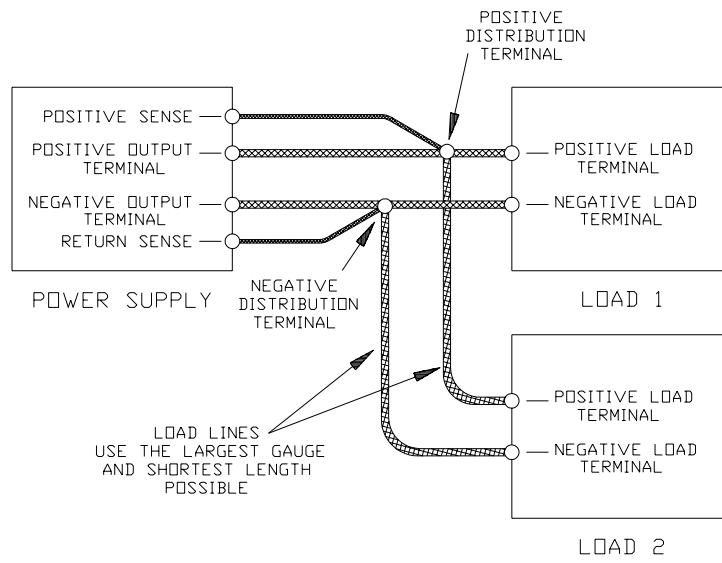 POSITIVE
DISTRIBUTION
TERMINAL
POSITIVE SENSE
POSITIVE OUTPUT
TERMINAL
NEGATIVE OUTPUT
TERMINAL
RETURN SENSE
POWER SUPPLY
NEGATIVE
DISTRIBUTION
TERMINAL
POSITIVE LOAD
TERMINAL
NEGATIVE LOAD
TERMINAL
LOAD 1
LOAD LINES
USE THE LARGEST GAUGE
AND SHORTEST LENGTH
POSSIBLE
POSITIVE LOAD
TERMINAL
NEGATIVE LOAD
TERMINAL
LOAD 2